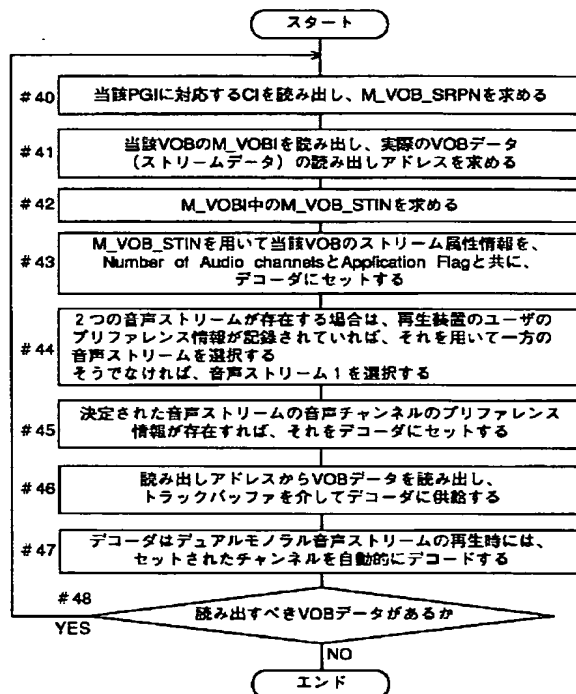 スタート
#40
当該PGIに対応するCIを読み出し、M_VOB_SRPNを求める
#41
当該VOBのM_VOBIを読み出し、実際のVOBデータ
（ストリームデータ）の読み出しアドレスを求める
#42
M_VOBI中のM_VOB_STINを求める
#43
M_VOB_STINを用いて当該VOBのストリーム属性情報を、
Number of Audio channelsとApplication Flagと共に、
デコーダにセットする
#44
２つの音声ストリームが存在する場合は、再生装置のユーザの
プリファレンス情報が記録されていれば、それを用いて一方の
音声ストリームを選択する
そうでなければ、音声ストリーム１を選択する
#45
決定された音声ストリームの音声チャンネルのプリファレンス
情報が存在すれば、それをデコーダにセットする
#46
読み出しアドレスからVOBデータを読み出し、
トラックバッファを介してデコーダに供給する
#47
デコーダはデュアルモノラル音声ストリームの再生時には、
セットされたチャンネルを自動的にデコードする
#48
読み出すべきVOBデータがあるか
YES
NO
エンド